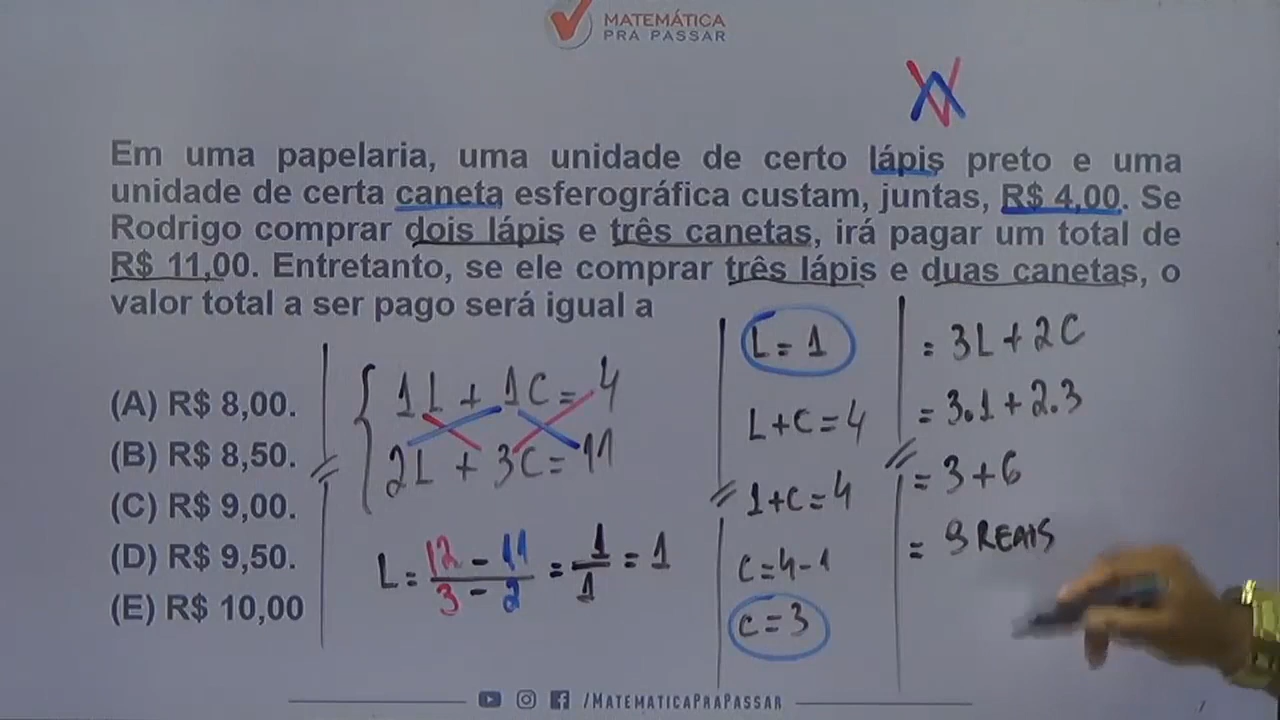 MATEMÁTICA
PRA PASSAR
Em uma papelaria, uma unidade de certo lápis preto e uma
unidade de certa caneta esferográfica custam, juntas, R$ 4,00. Se
Rodrigo comprar dois lápis e três canetas, irá pagar um total de
R$ 11,00. Entretanto, se ele comprar três lápis e duas canetas, o
valor total a ser pago será igual a
(A) R$ 8,00.
(B) R$ 8,50.
(C) R$ 9,00.
(D) R$ 9,50.
(E) R$ 10,00
1L + 1C = 4
2L + 3C = 11
L = 12 - 11 / 3 - 2 = 1/1 = 1
L = 1
L + C = 4
1 + C = 4
C = 4 - 1
C = 3
= 3L + 2C
= 3.1 + 2.3
= 3 + 6
= 9 REAIS
/MATEMATICAPRAPASSAR